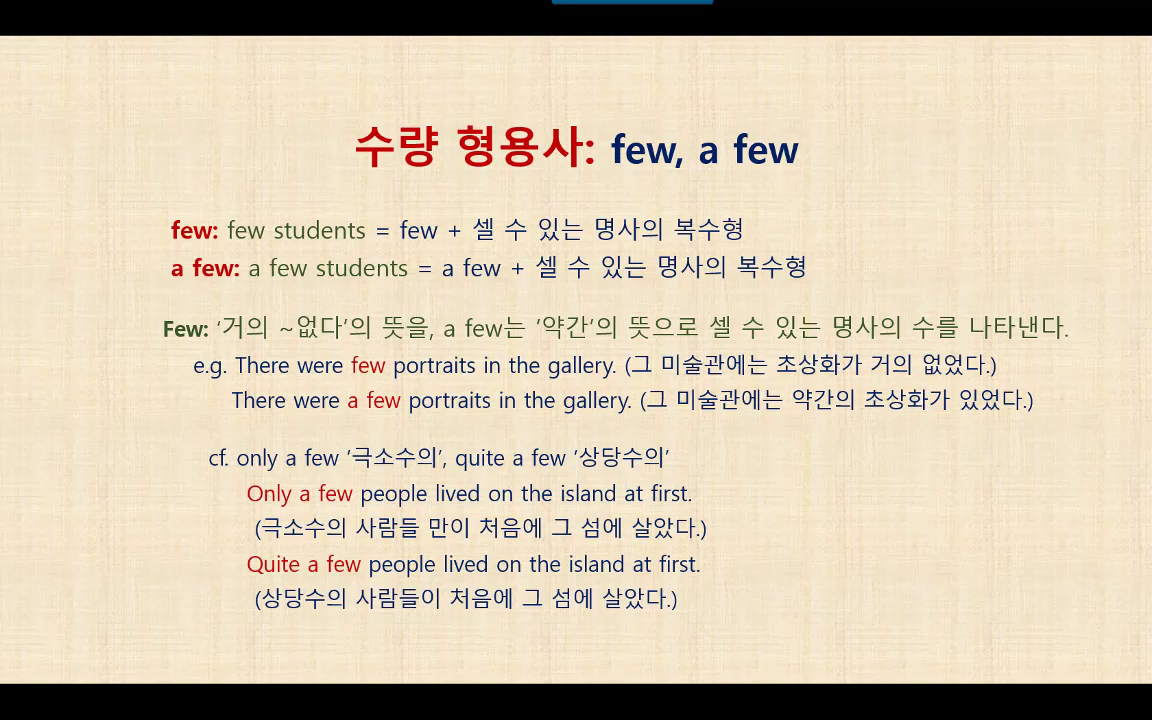 수량 형용사: few, a few
few: few students = few + 셀 수 있는 명사의 복수형
a few: a few students = a few + 셀 수 있는 명사의 복수형
Few: ‘거의 ~없다’의 뜻을, a few는 ‘약간’의 뜻으로 셀 수 있는 명사의 수를 나타낸다.
e.g. There were few portraits in the gallery. (그 미술관에는 초상화가 거의 없었다.)
There were a few portraits in the gallery. (그 미술관에는 약간의 초상화가 있었다.)
cf. only a few ‘극소수의’, quite a few ‘상당수의’
Only a few people lived on the island at first.
(극소수의 사람들 만이 처음에 그 섬에 살았다.)
Quite a few people lived on the island at first.
(상당수의 사람들이 처음에 그 섬에 살았다.)